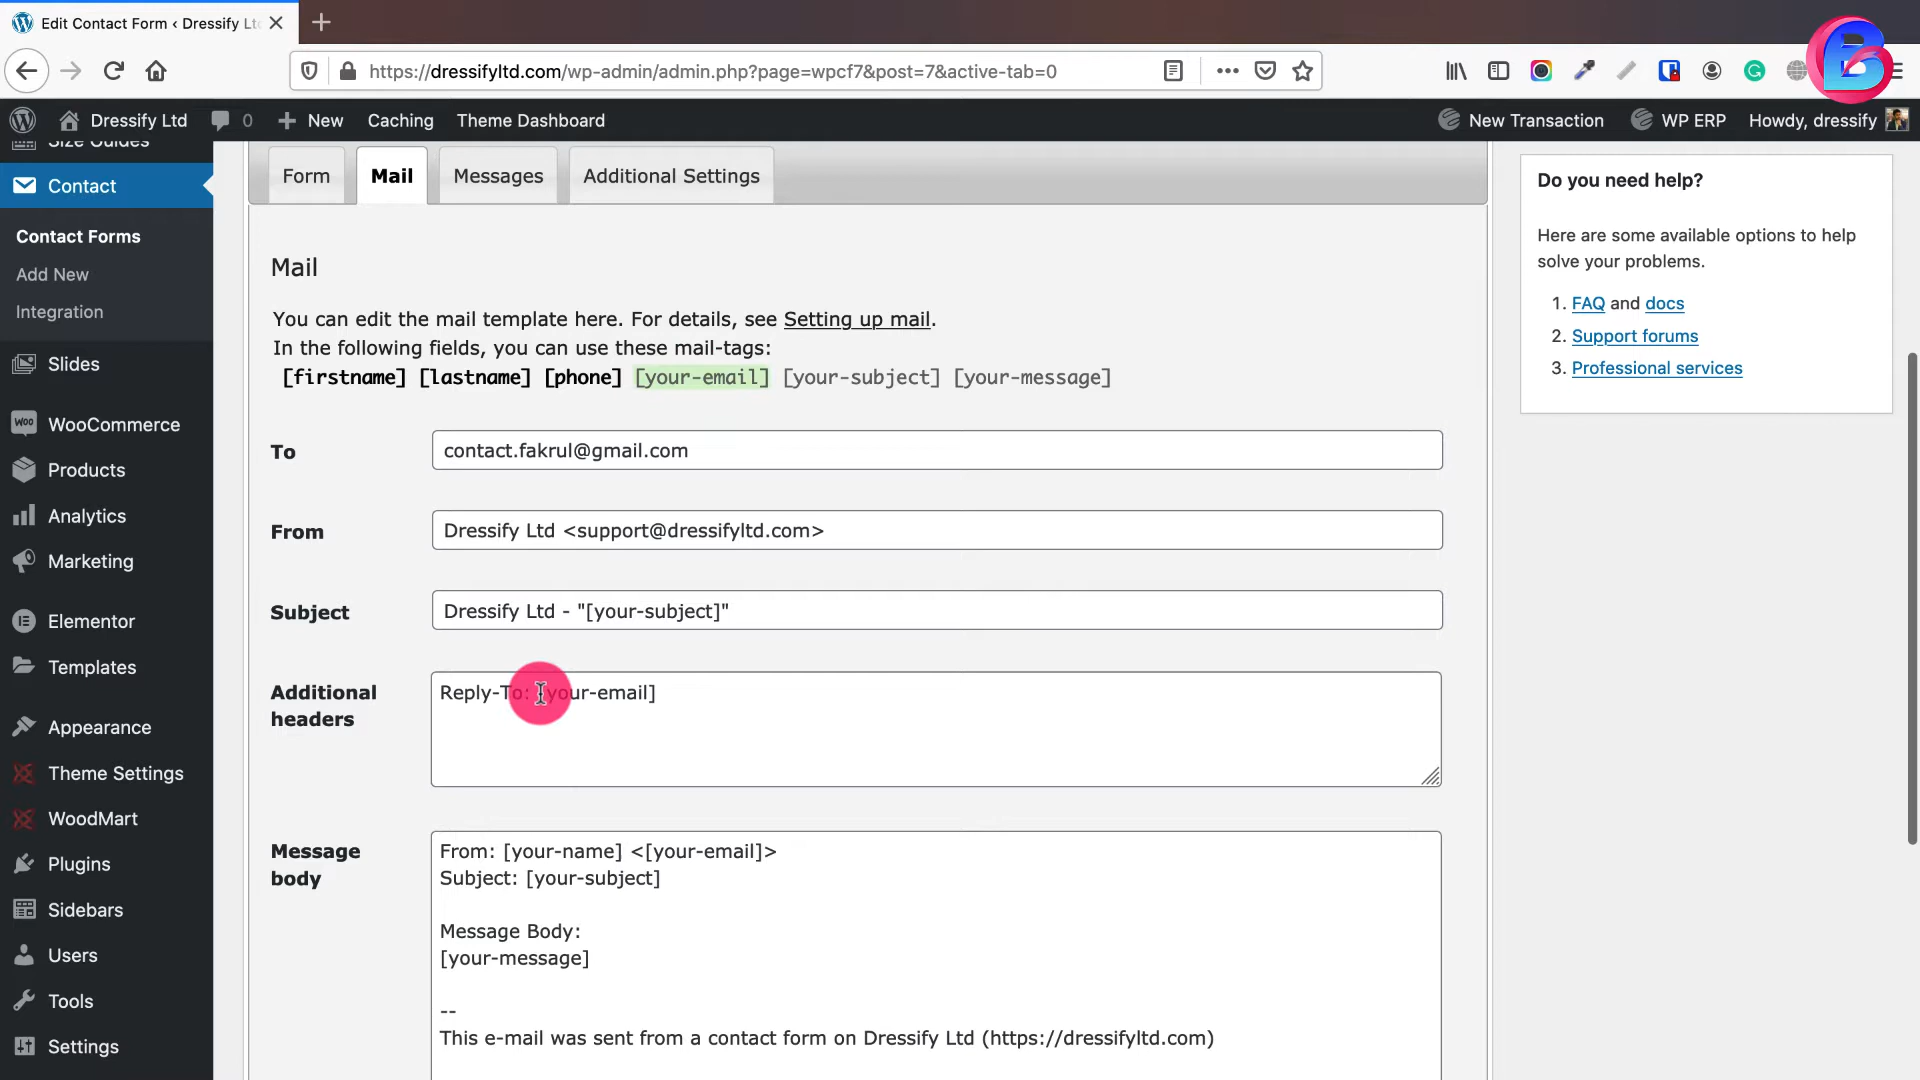 Edit Contact Form ‹ Dressify Lt
https://dressifyltd.com/wp-admin/admin.php?page=wpcf7&post=7&active-tab=0
Dressify Ltd
0
New
Caching
Theme Dashboard
New Transaction
WP ERP
Howdy, dressify
Size Guides
Contact
Contact Forms
Add New
Integration
Slides
WooCommerce
Products
Analytics
Marketing
Elementor
Templates
Appearance
Theme Settings
WoodMart
Plugins
Sidebars
Users
Tools
Settings
Form
Mail
Messages
Additional Settings
Mail
You can edit the mail template here. For details, see Setting up mail.
In the following fields, you can use these mail-tags:
[firstname] [lastname] [phone] [your-email] [your-subject] [your-message]
To
contact.fakrul@gmail.com
From
Dressify Ltd <support@dressifyltd.com>
Subject
Dressify Ltd - "[your-subject]"
Additional
headers
Reply-To: [your-email]
Message
body
From: [your-name] <[your-email]>
Subject: [your-subject]
Message Body:
[your-message]
--
This e-mail was sent from a contact form on Dressify Ltd (https://dressifyltd.com)
Do you need help?
Here are some available options to help
solve your problems.
1. FAQ and docs
2. Support forums
3. Professional services